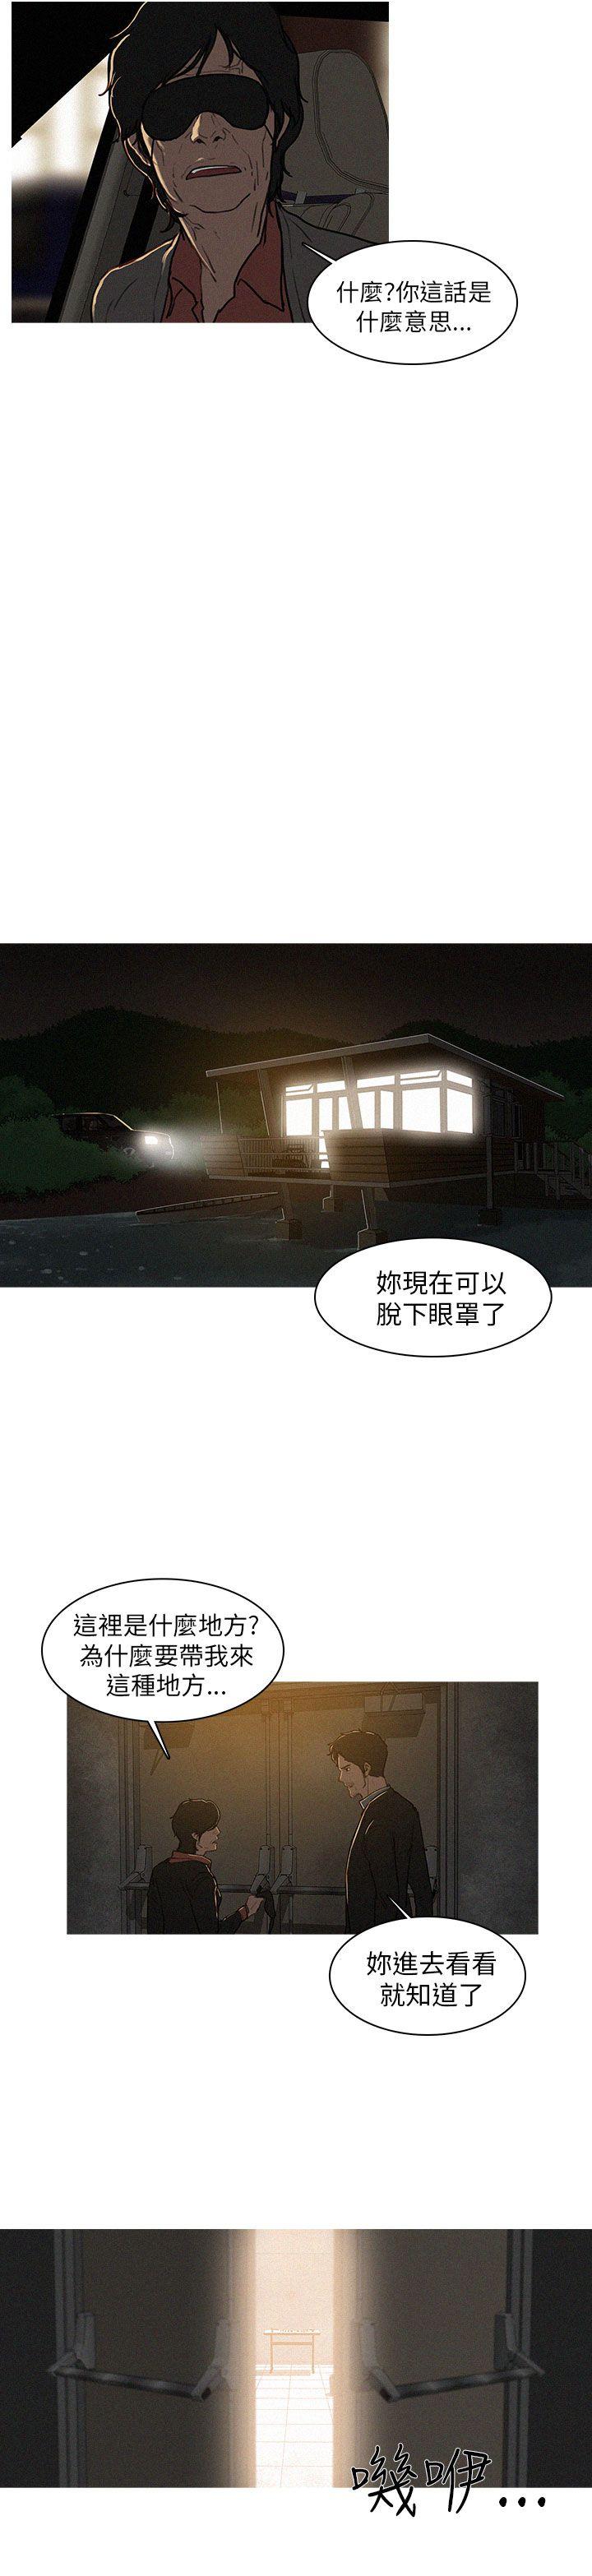 什麼?你這話是
什麼意思...
妳現在可以
脫下眼罩了
這裡是什麼地方?
為什麼要帶我來
這種地方...
妳進去看看
就知道了
嘰咿...